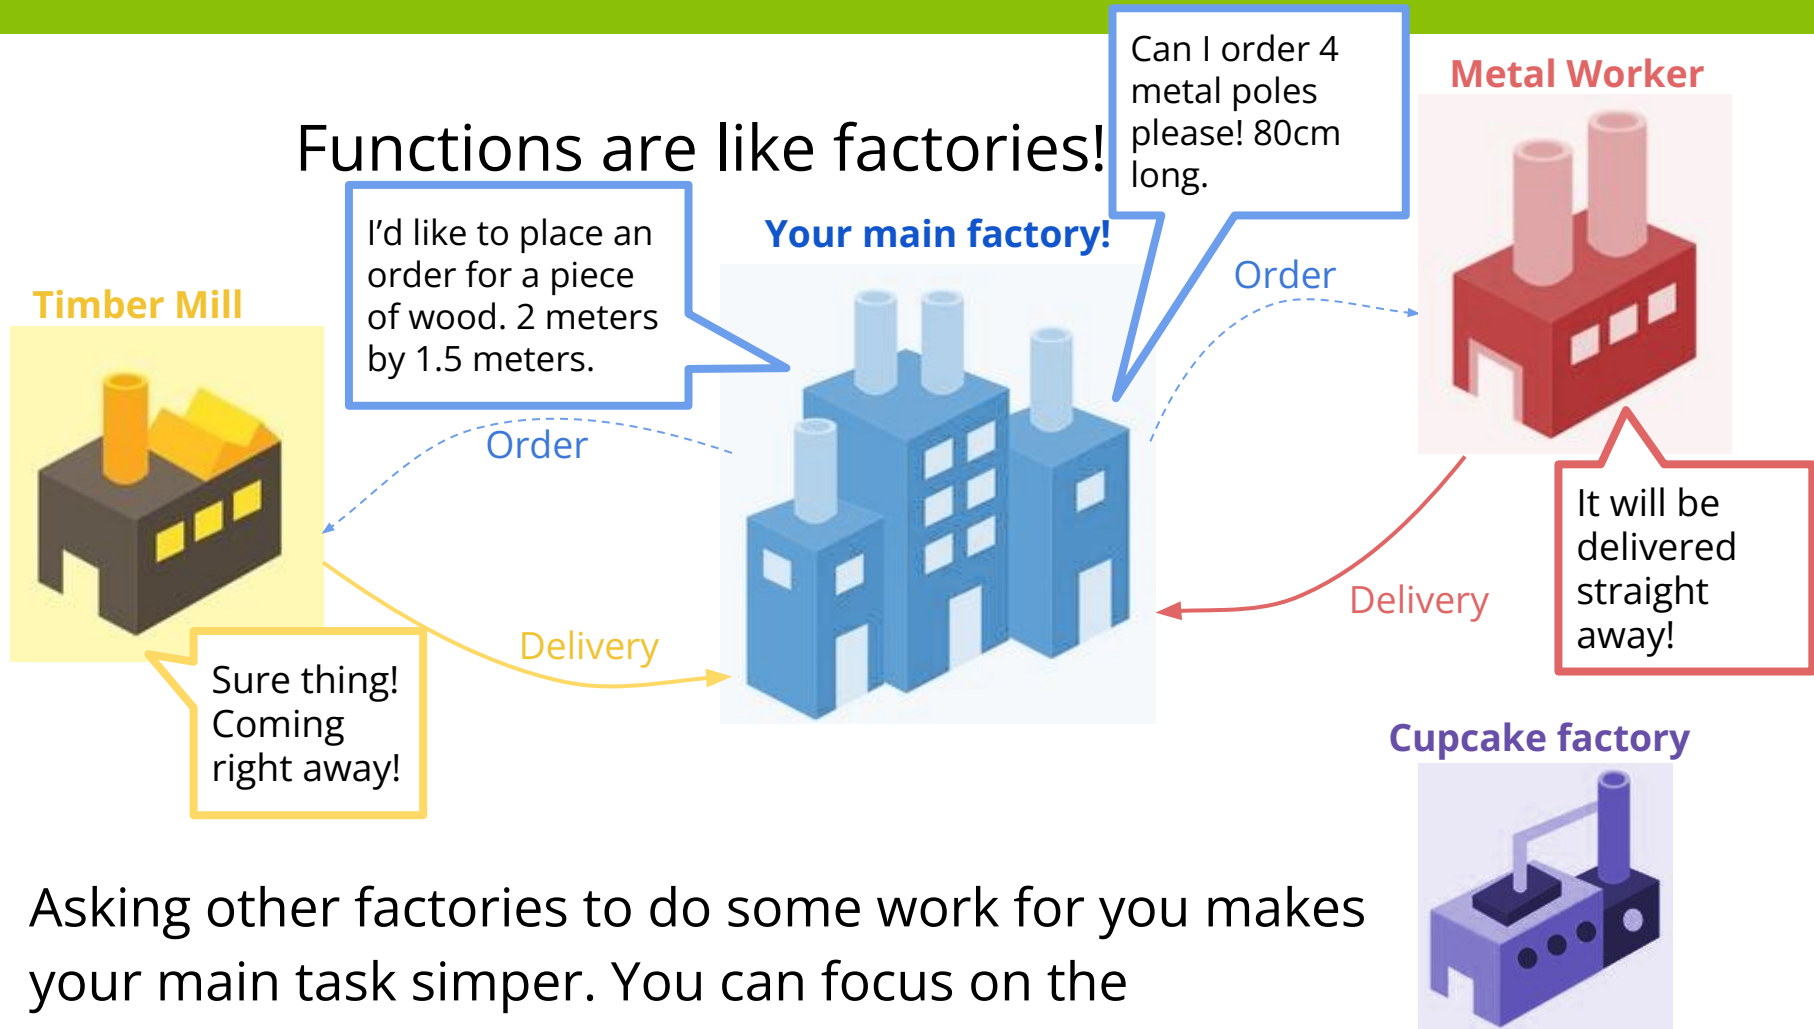 Functions are like factories!
Can I order 4
metal poles
please! 80cm
long.
Metal Worker
I’d like to place an
order for a piece
of wood. 2 meters
by 1.5 meters.
Your main factory!
Order
Timber Mill
Order
It will be
delivered
straight
away!
Delivery
Delivery
Sure thing!
Coming
right away!
Cupcake factory
Asking other factories to do some work for you makes
your main task simper. You can focus on the